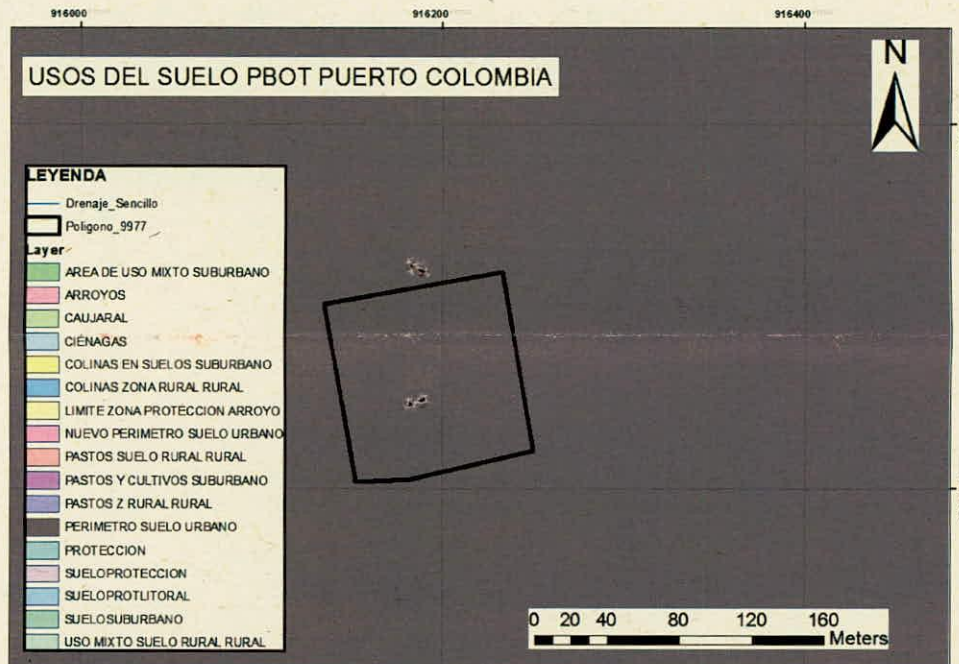 916000 916200 916400
USOS DEL SUELO PBOT PUERTO COLOMBIA
N
LEYENDA
Drenaje_Sencillo
Poligono_9977
Layer
AREA DE USO MIXTO SUBURBANO
ARROYOS
CAUJARAL
CIÉNAGAS
COLINAS EN SUELOS SUBURBANO
COLINAS ZONA RURAL RURAL
LIMITE ZONA PROTECCION ARROYO
NUEVO PERIMETRO SUELO URBANO
PASTOS SUELO RURAL RURAL
PASTOS Y CULTIVOS SUBURBANO
PASTOS Z RURAL RURAL
PERIMETRO SUELO URBANO
PROTECCION
SUELOPROTECCION
SUELOPROTLITORAL
SUELOSUBURBANO
USO MIXTO SUELO RURAL RURAL
0 20 40 80 120 160
Meters